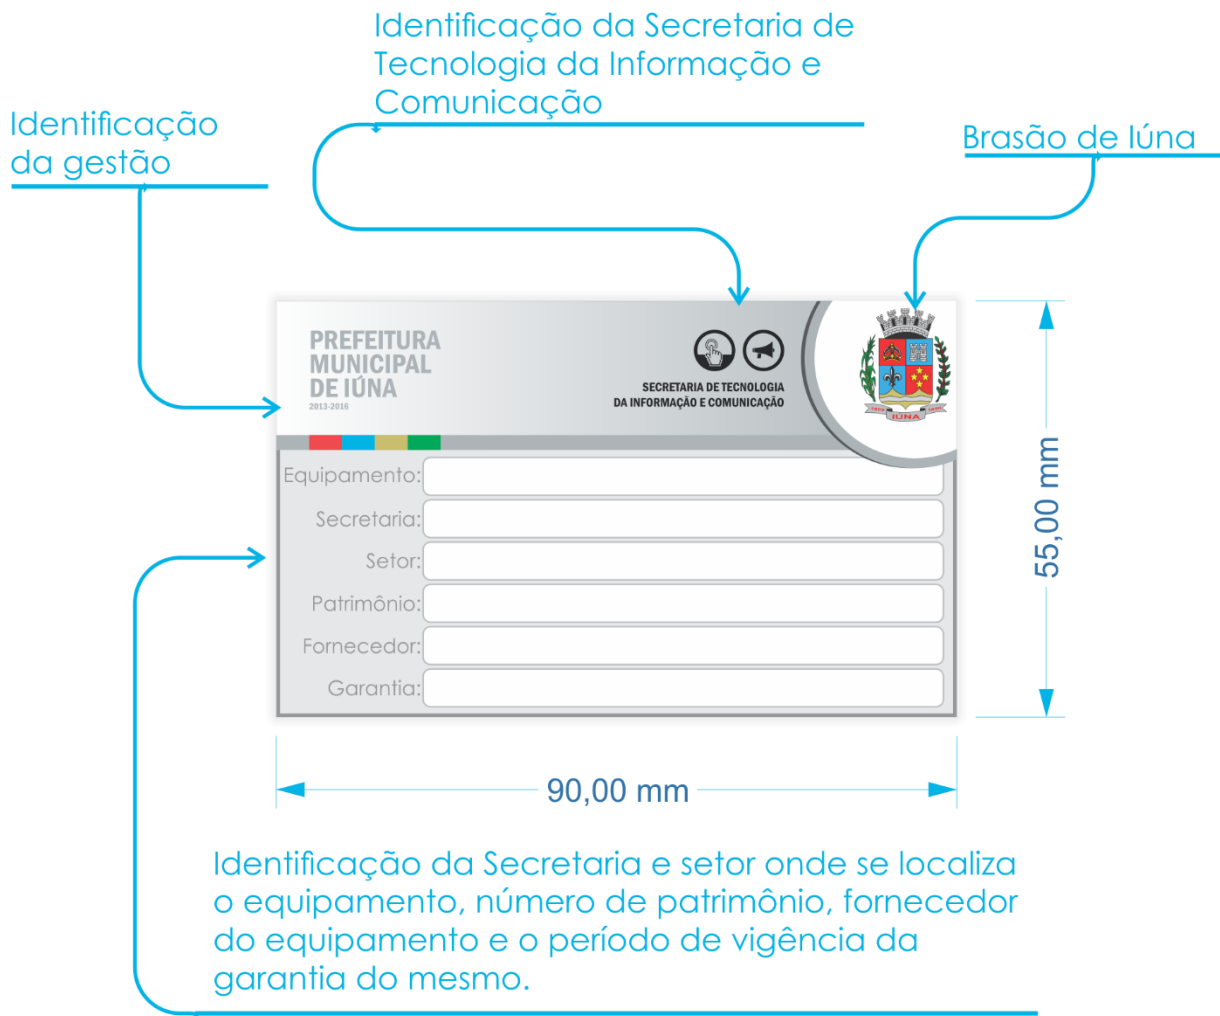 Identificação da Secretaria de
Tecnologia da Informação e
Comunicação
Identificação
da gestão
Brasão de Iúna
PREFEITURA
MUNICIPAL
DE IÚNA
2013-2016
SECRETARIA DE TECNOLOGIA
DA INFORMAÇÃO E COMUNICAÇÃO
IUNA
Equipamento:
Secretaria:
Setor:
Patrimônio:
Fornecedor:
Garantia:
55,00 mm
90,00 mm
Identificação da Secretaria e setor onde se localiza
o equipamento, número de patrimônio, fornecedor
do equipamento e o período de vigência da
garantia do mesmo.